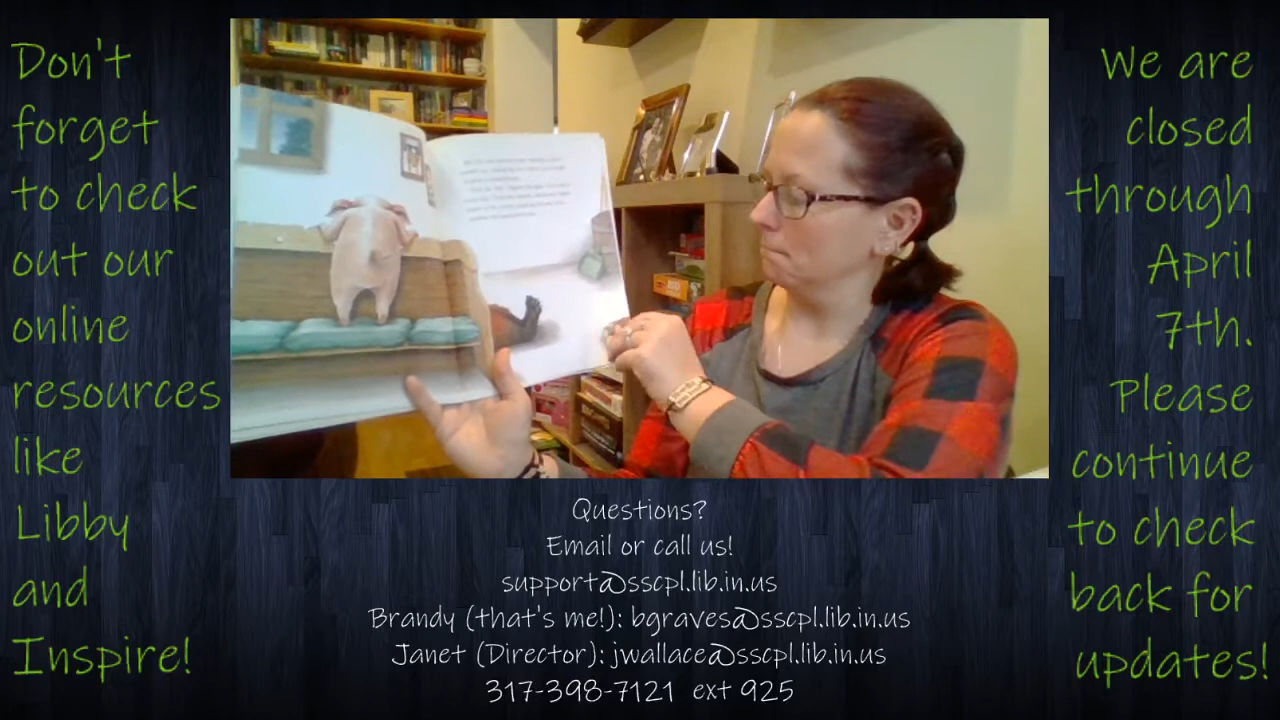 Don't
forget
to check
out our
online
resources
like
Libby
and
Inspire!
We are
closed
through
April
7th.
Please
continue
to check
back for
updates!
Questions?
Email or call us!
support@sscpl.lib.in.us
Brandy (that's me!): bgraves@sscpl.lib.in.us
Janet (Director): jwallace@sscpl.lib.in.us
317-398-7121 ext 925